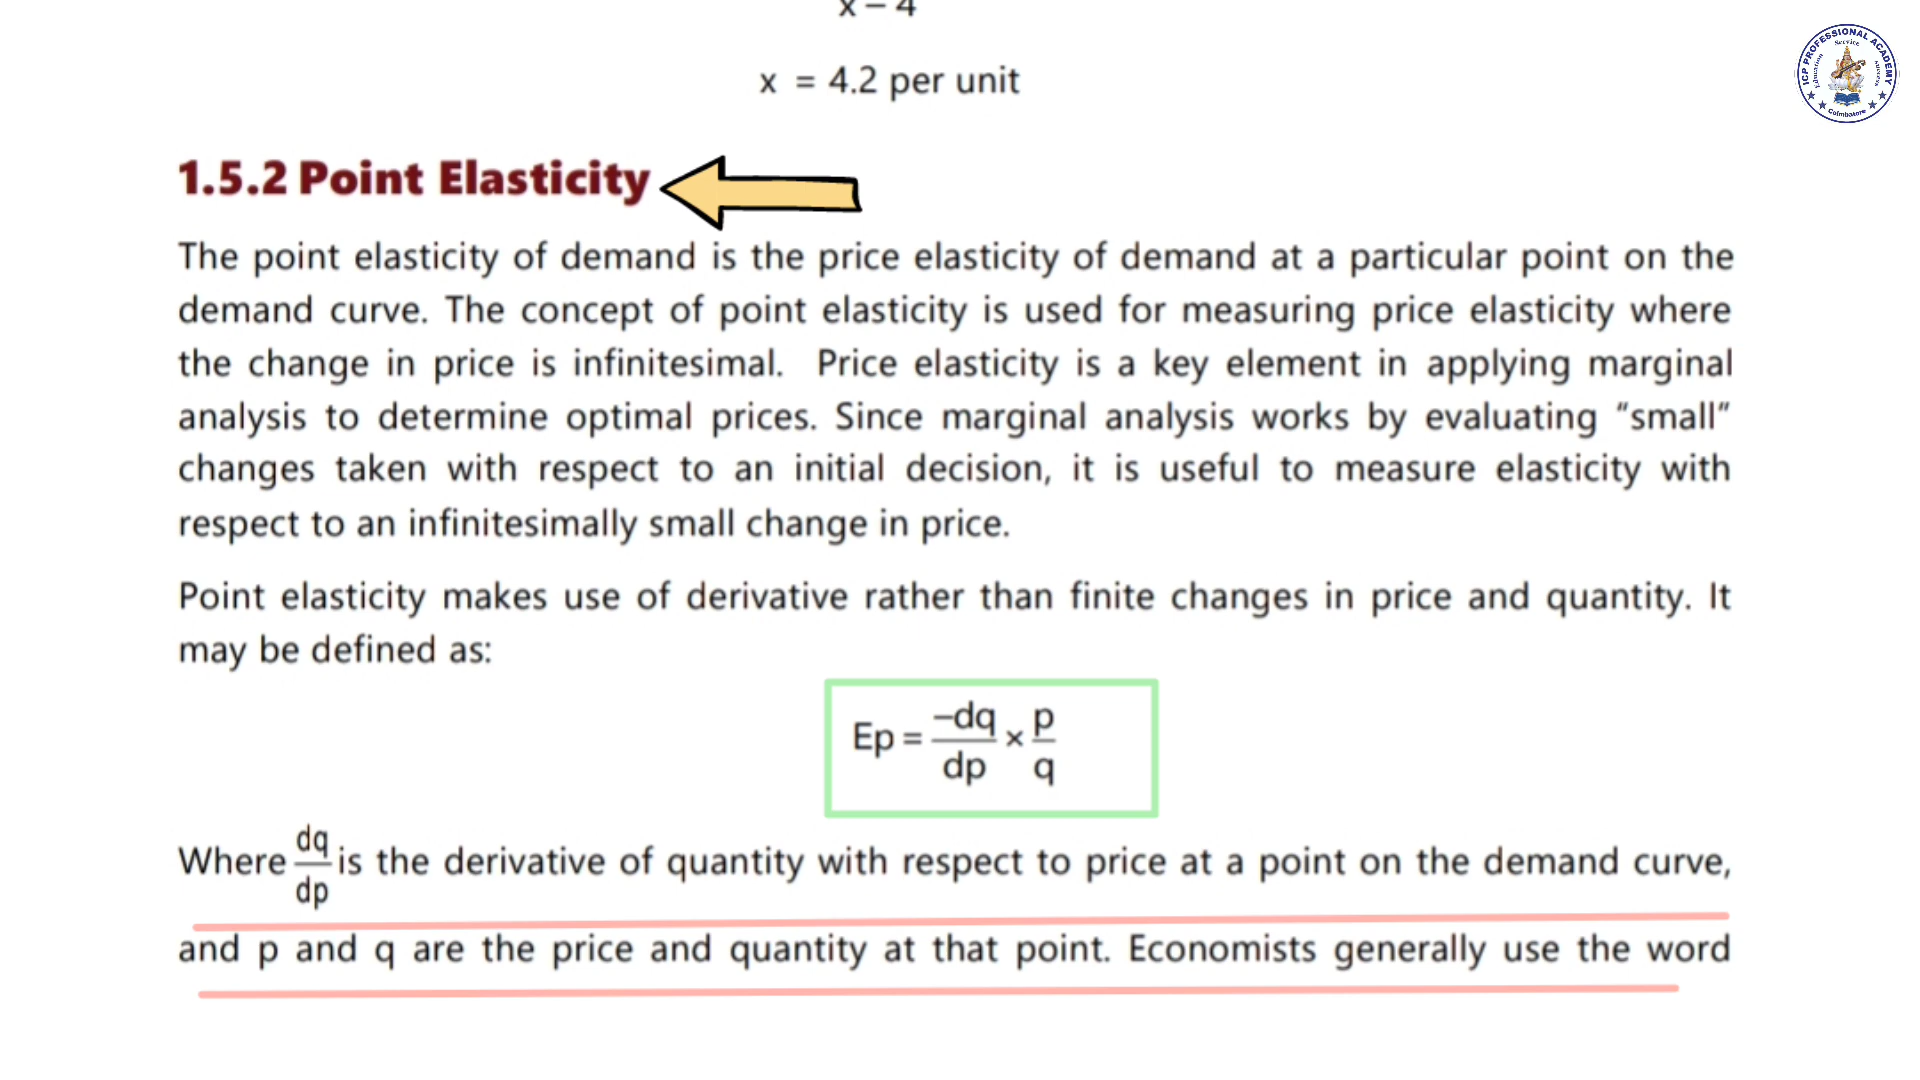 x – 4
x = 4.2 per unit
ICP PROFESSIONAL ACADEMY
Service
Education
Coimbatore
1.5.2 Point Elasticity
The point elasticity of demand is the price elasticity of demand at a particular point on the
demand curve. The concept of point elasticity is used for measuring price elasticity where
the change in price is infinitesimal. Price elasticity is a key element in applying marginal
analysis to determine optimal prices. Since marginal analysis works by evaluating “small”
changes taken with respect to an initial decision, it is useful to measure elasticity with
respect to an infinitesimally small change in price.
Point elasticity makes use of derivative rather than finite changes in price and quantity. It
may be defined as:
Ep = –dq/dp × p/q
Where dq/dp is the derivative of quantity with respect to price at a point on the demand curve,
and p and q are the price and quantity at that point. Economists generally use the word